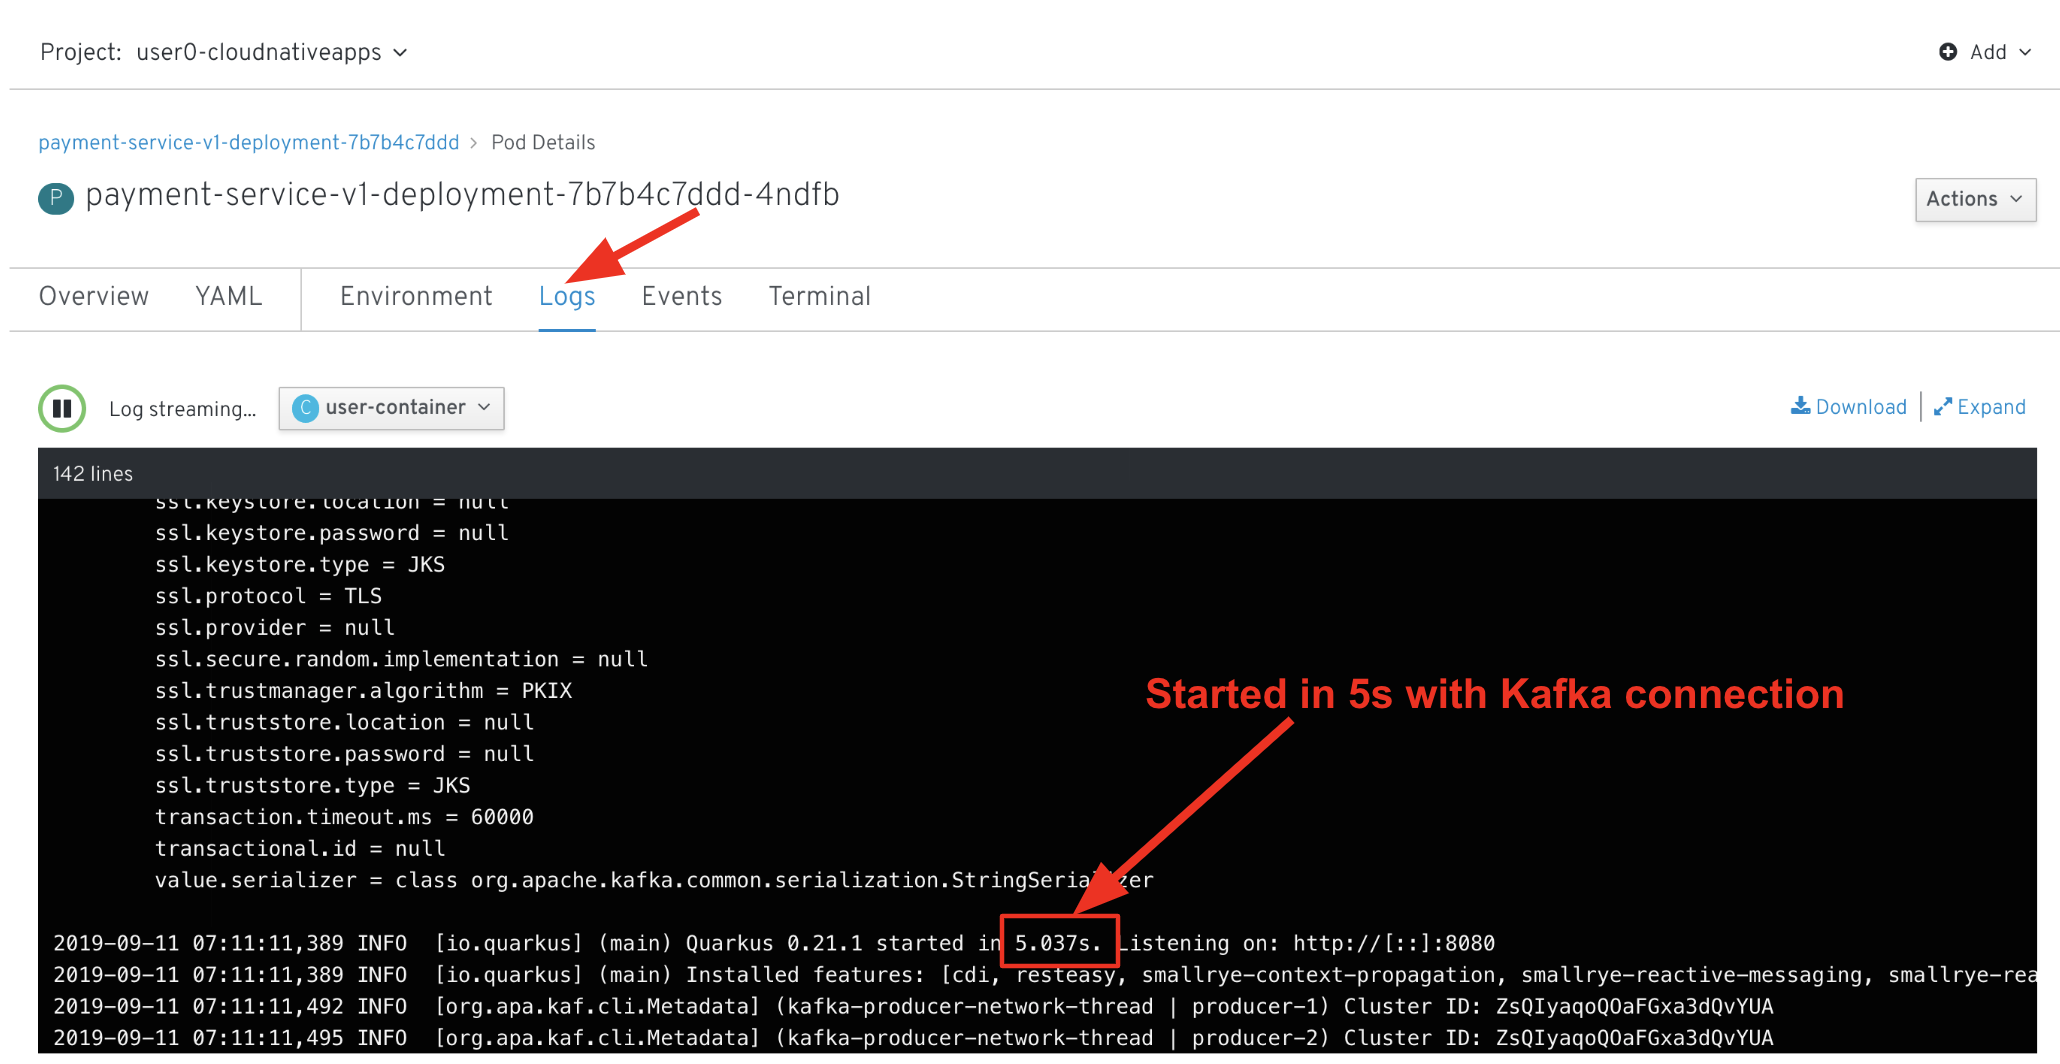 Project: user0-cloudnativeapps
Add
payment-service-v1-deployment-7b7b4c7ddd > Pod Details
P payment-service-v1-deployment-7b7b4c7ddd-4ndfb
Actions
Overview YAML Environment Logs Events Terminal
Log streaming... C user-container
Download | Expand
142 lines
ssl.keystore.location = null
ssl.keystore.password = null
ssl.keystore.type = JKS
ssl.protocol = TLS
ssl.provider = null
ssl.secure.random.implementation = null
ssl.trustmanager.algorithm = PKIX
Started in 5s with Kafka connection
ssl.truststore.location = null
ssl.truststore.password = null
ssl.truststore.type = JKS
transaction.timeout.ms = 60000
transactional.id = null
value.serializer = class org.apache.kafka.common.serialization.StringSerializer
2019-09-11 07:11:11,389 INFO [io.quarkus] (main) Quarkus 0.21.1 started in 5.037s. Listening on: http://[::]:8080
2019-09-11 07:11:11,389 INFO [io.quarkus] (main) Installed features: [cdi, resteasy, smallrye-context-propagation, smallrye-reactive-messaging, smallrye-rea
2019-09-11 07:11:11,492 INFO [org.apa.kaf.cli.Metadata] (kafka-producer-network-thread | producer-1) Cluster ID: ZsQIyaqoQOaFGxa3dQvYUA
2019-09-11 07:11:11,495 INFO [org.apa.kaf.cli.Metadata] (kafka-producer-network-thread | producer-2) Cluster ID: ZsQIyaqoQOaFGxa3dQvYUA